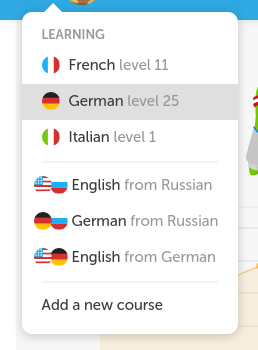 LEARNING
French level 11
German level 25
Italian level 1
English from Russian
German from Russian
English from German
Add a new course